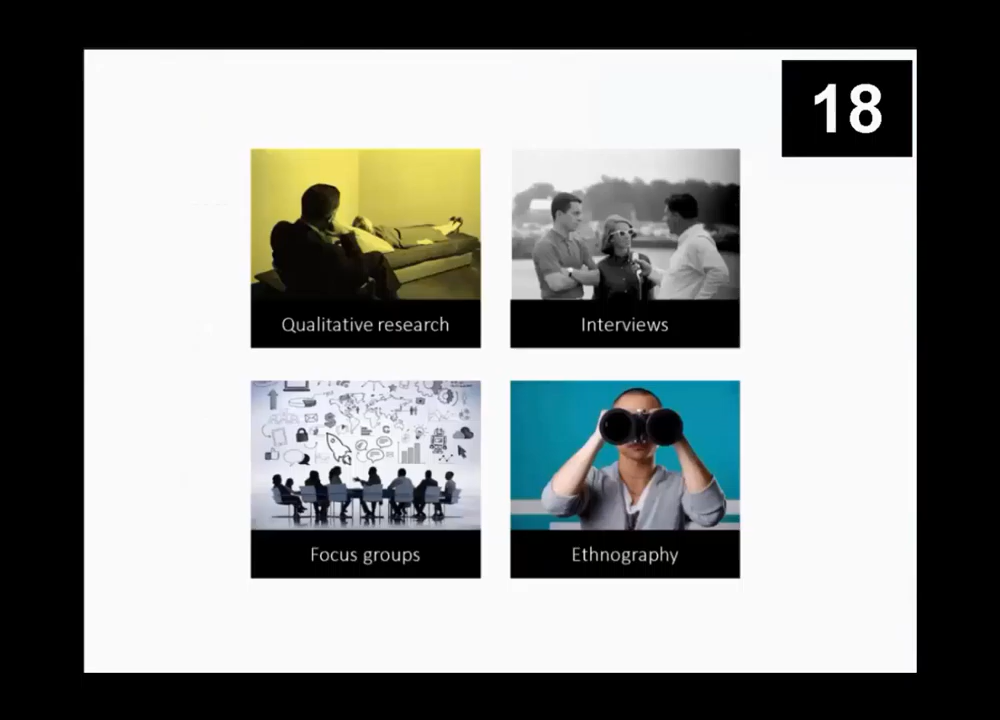 18
Qualitative research
Interviews
Focus groups
Ethnography